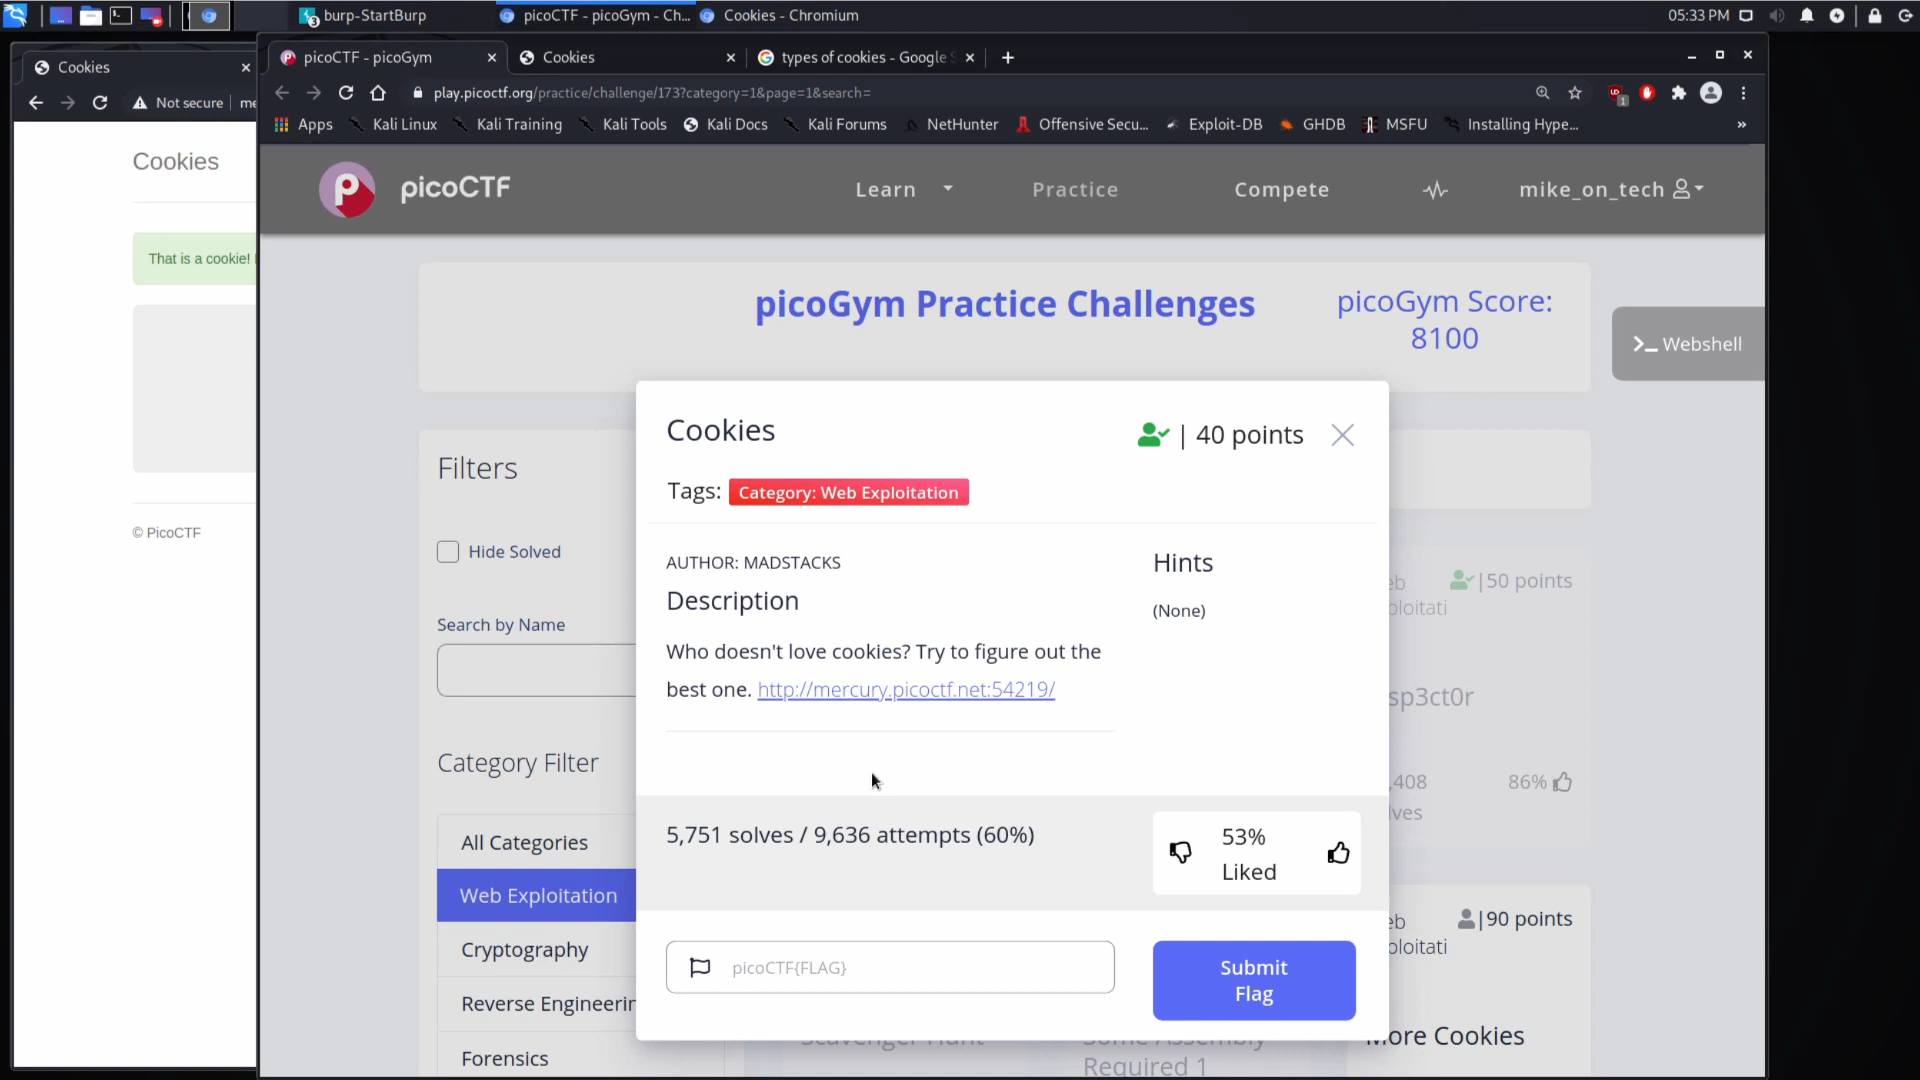 burp-StartBurp
picoCTF - picoGym - Ch...
Cookies - Chromium
05:33 PM
Cookies
Not secure
Cookies
That is a cookie!
© PicoCTF
picoCTF - picoGym
Cookies
types of cookies - Google
play.picoctf.org/practice/challenge/173?category=1&page=1&search=
Apps
Kali Linux
Kali Training
Kali Tools
Kali Docs
Kali Forums
NetHunter
Offensive Secu...
Exploit-DB
GHDB
MSFU
Installing Hype...
»
picoCTF
Learn
Practice
Compete
mike_on_tech
picoGym Practice Challenges
picoGym Score:
8100
Webshell
Filters
Hide Solved
Search by Name
Category Filter
All Categories
Web Exploitation
Cryptography
Reverse Engineerin
Forensics
Cookies
| 40 points
Tags: Category: Web Exploitation
AUTHOR: MADSTACKS
Description
Who doesn't love cookies? Try to figure out the
best one. http://mercury.picoctf.net:54219/
Hints
(None)
5,751 solves / 9,636 attempts (60%)
53%
Liked
picoCTF{FLAG}
Submit
Flag
|50 points
sp3ct0r
,408
86%
|90 points
More Cookies
Scavenger Hunt
Some Assembly
Required 1